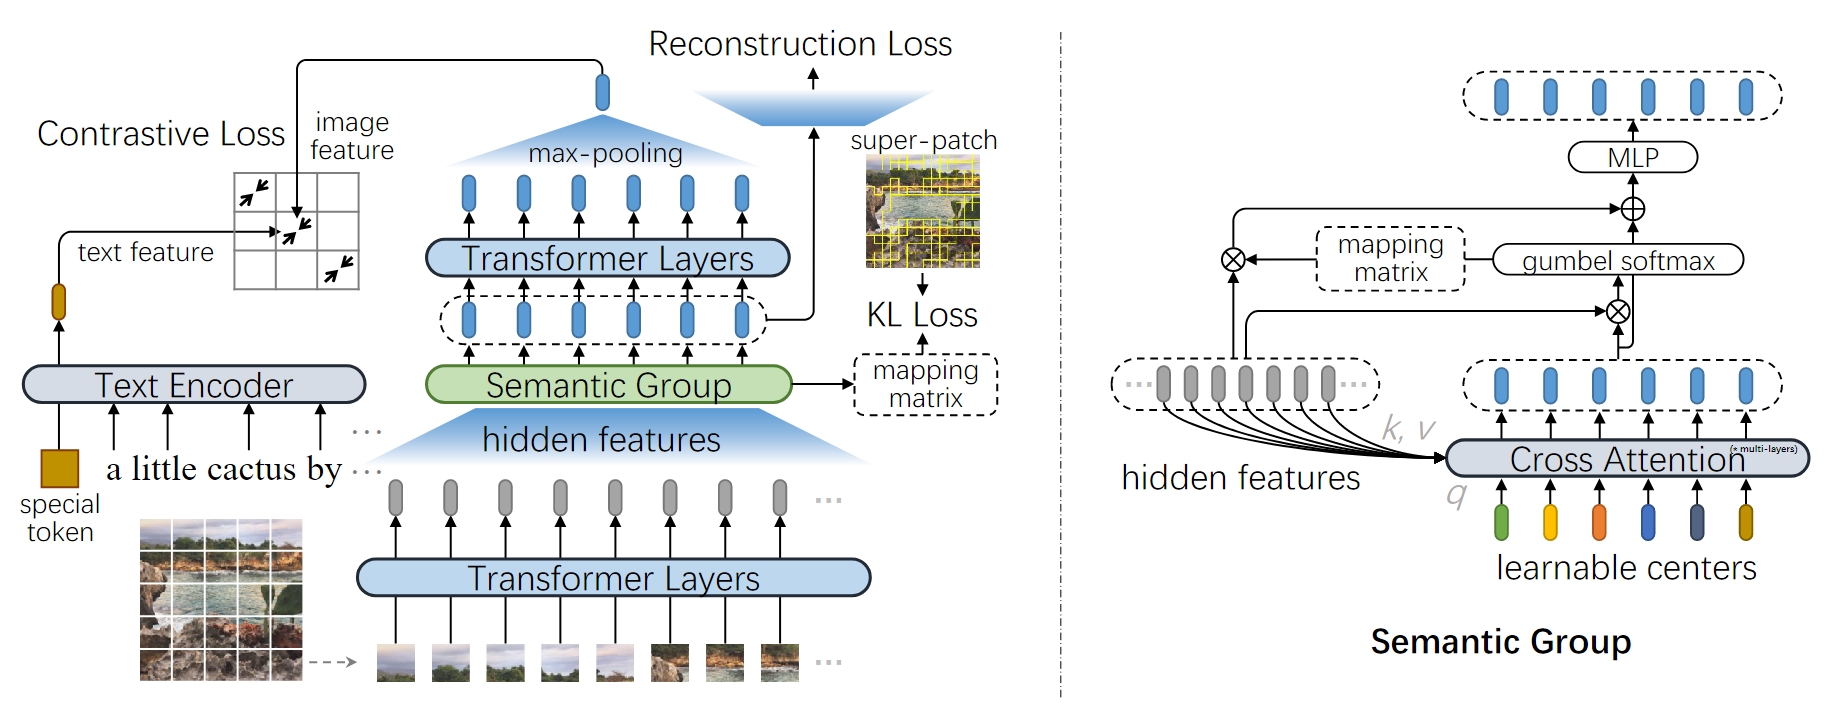 Reconstruction Loss
Contrastive Loss
image
feature
max-pooling
super-patch
text feature
Transformer Layers
KL Loss
Text Encoder
Semantic Group
mapping
matrix
hidden features
...
a little cactus by ...
special
token
...
Transformer Layers
...
MLP
mapping
matrix
gumbel softmax
... ...
k, v
hidden features
Cross Attention (* multi-layers)
q
learnable centers
Semantic Group